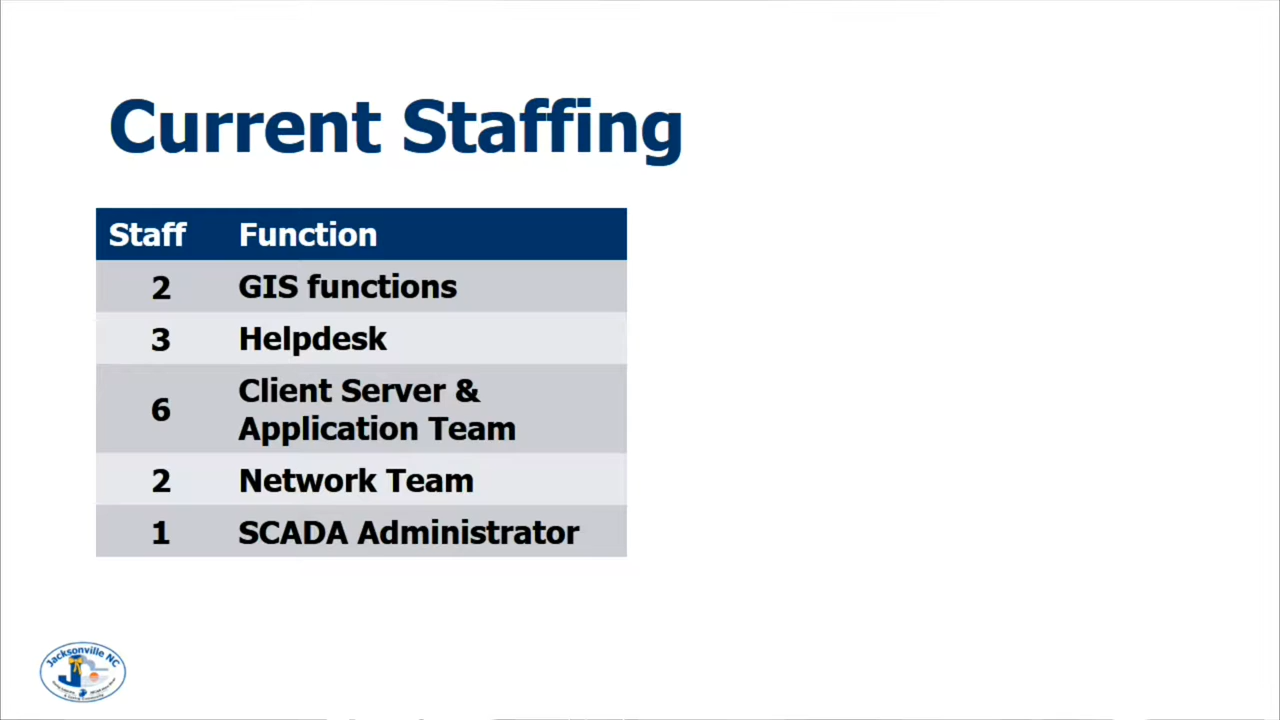 Current Staffing
Staff Function
2 GIS functions
3 Helpdesk
6 Client Server &
Application Team
2 Network Team
1 SCADA Administrator
Jacksonville NC